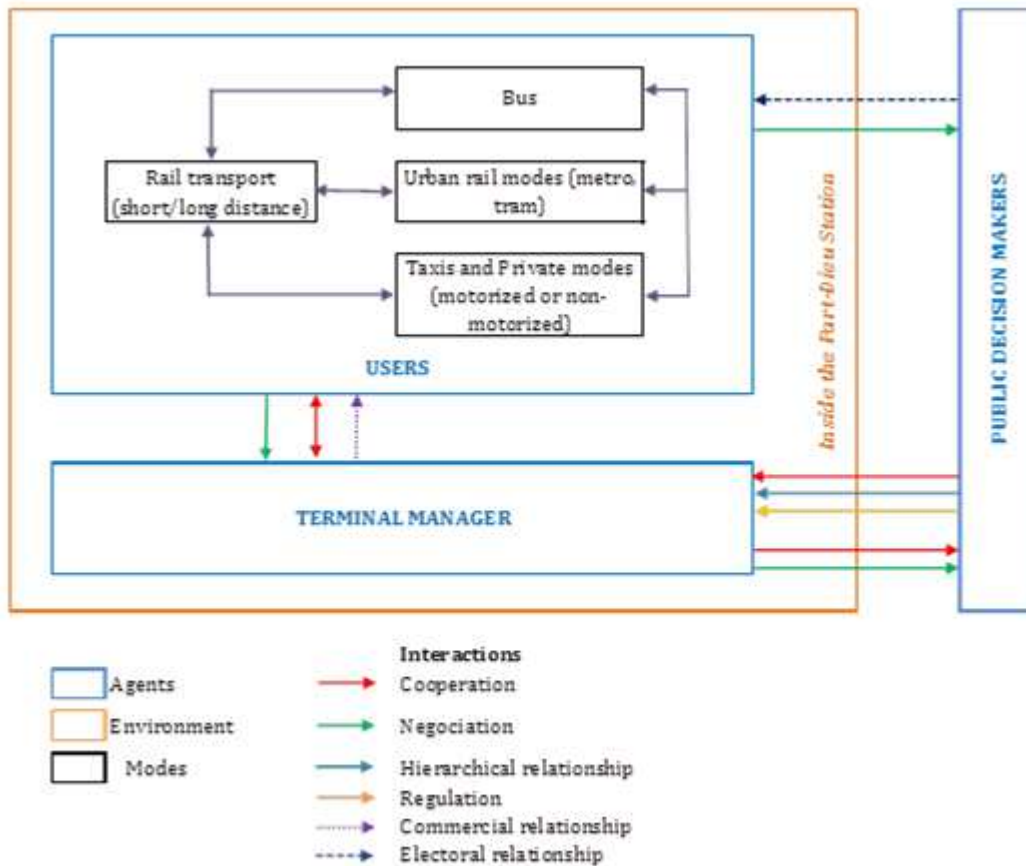 Bus
Rail transport
(short/long distance)
Urban rail modes (metro,
tram)
Taxis and Private modes
(motorized or non-
motorized)
USERS
TERMINAL MANAGER
Inside the Part-Dieu Station
PUBLIC DECISION MAKERS
Agents
Environment
Modes
Interactions
Cooperation
Negociation
Hierarchical relationship
Regulation
Commercial relationship
Electoral relationship